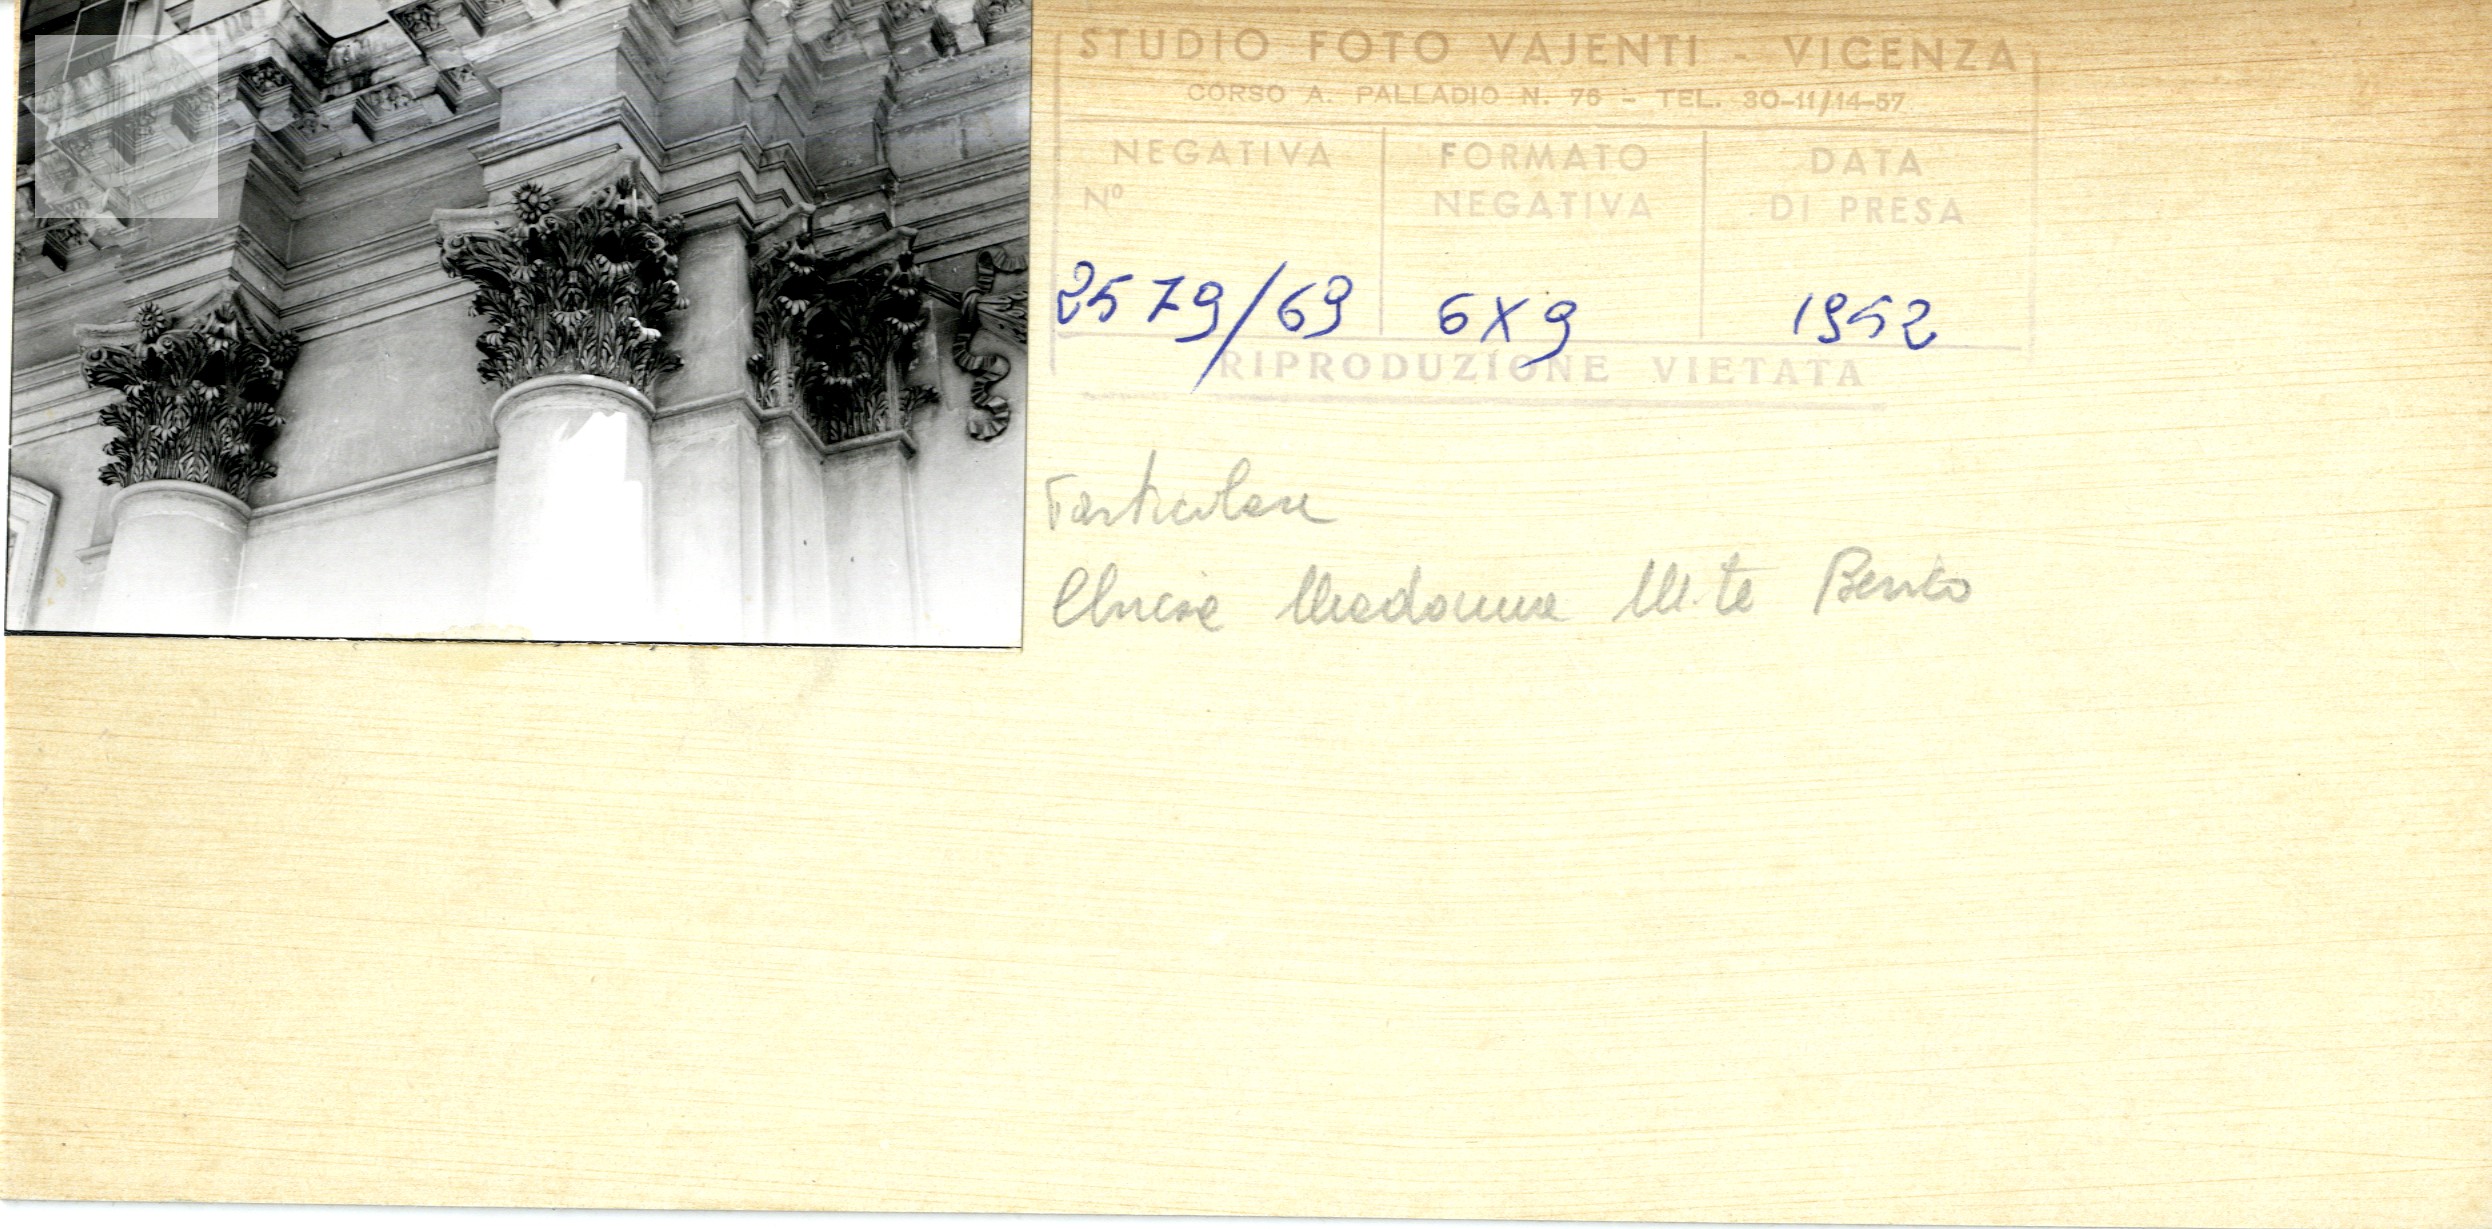 STUDIO FOTO VAJENTI - VICENZA
CORSO A. PALLADIO N. 76 - TEL. 30-11/14-57
NEGATIVA FORMATO DATA
Nº NEGATIVA DI PRESA
2579/69 6X9 1952
RIPRODUZIONE VIETATA
Particolare
Chiesa Madonna M.te Berico